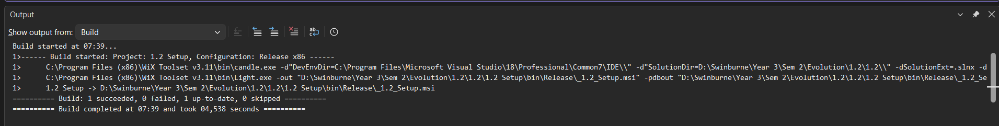 Output
Show output from: Build
Build started at 07:39...
1>------ Build started: Project: 1.2 Setup, Configuration: Release x86 ------
1>      C:\Program Files (x86)\WiX Toolset v3.11\bin\candle.exe -d"DevEnvDir=C:\Program Files\Microsoft Visual Studio\18\Professional\Common7\IDE\\" -d"SolutionDir=D:\Swinburne\Year 3\Sem 2\Evolution\1.2\1.2\\" -dSolutionExt=.slnx -d
1>      C:\Program Files (x86)\WiX Toolset v3.11\bin\Light.exe -out "D:\Swinburne\Year 3\Sem 2\Evolution\1.2\1.2\1.2 Setup\bin\Release\_1.2_Setup.msi" -pdbout "D:\Swinburne\Year 3\Sem 2\Evolution\1.2\1.2\1.2 Setup\bin\Release\_1.2_Se
1>      1.2 Setup -> D:\Swinburne\Year 3\Sem 2\Evolution\1.2\1.2\1.2 Setup\bin\Release\_1.2_Setup.msi
========== Build: 1 succeeded, 0 failed, 1 up-to-date, 0 skipped ==========
========== Build completed at 07:39 and took 04,538 seconds ==========